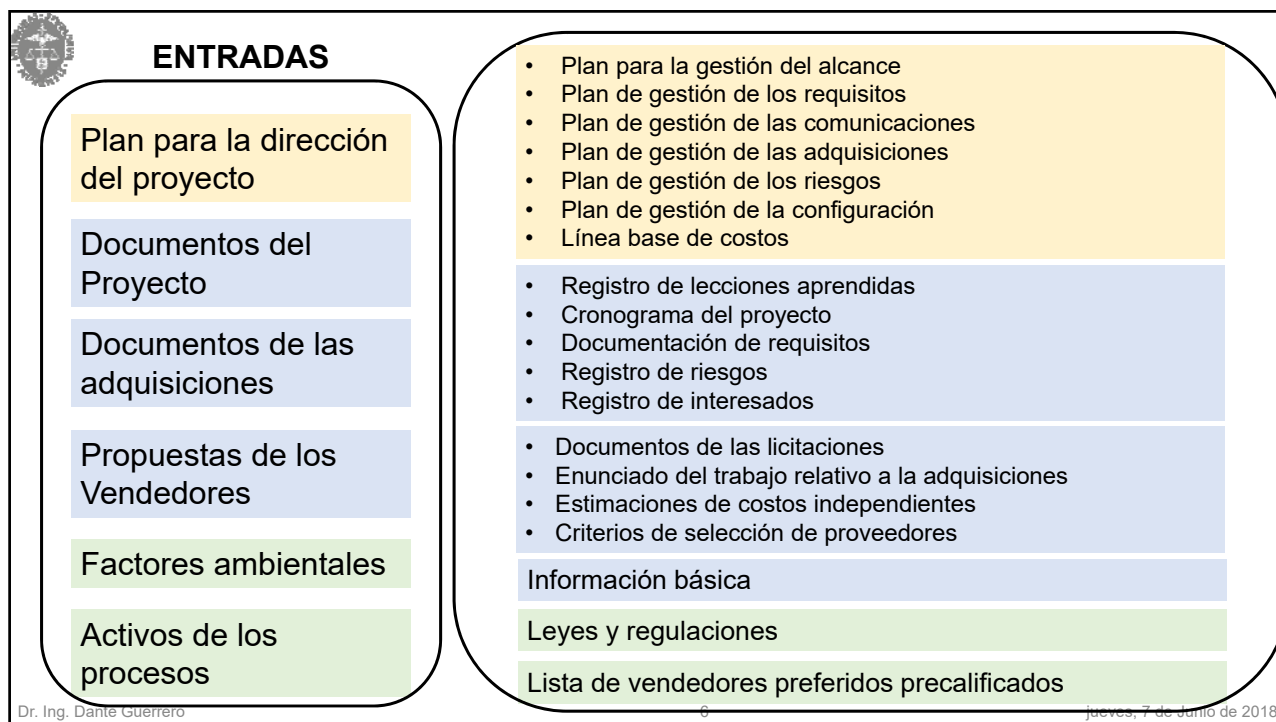 ENTRADAS
Plan para la dirección
del proyecto
Documentos del
Proyecto
Documentos de las
adquisiciones
Propuestas de los
Vendedores
Factores ambientales
Activos de los
procesos
• Plan para la gestión del alcance
• Plan de gestión de los requisitos
• Plan de gestión de las comunicaciones
• Plan de gestión de las adquisiciones
• Plan de gestión de los riesgos
• Plan de gestión de la configuración
• Línea base de costos
• Registro de lecciones aprendidas
• Cronograma del proyecto
• Documentación de requisitos
• Registro de riesgos
• Registro de interesados
• Documentos de las licitaciones
• Enunciado del trabajo relativo a la adquisiciones
• Estimaciones de costos independientes
• Criterios de selección de proveedores
Información básica
Leyes y regulaciones
Lista de vendedores preferidos precalificados
Dr. Ing. Dante Guerrero
6
jueves, 7 de Junio de 2018